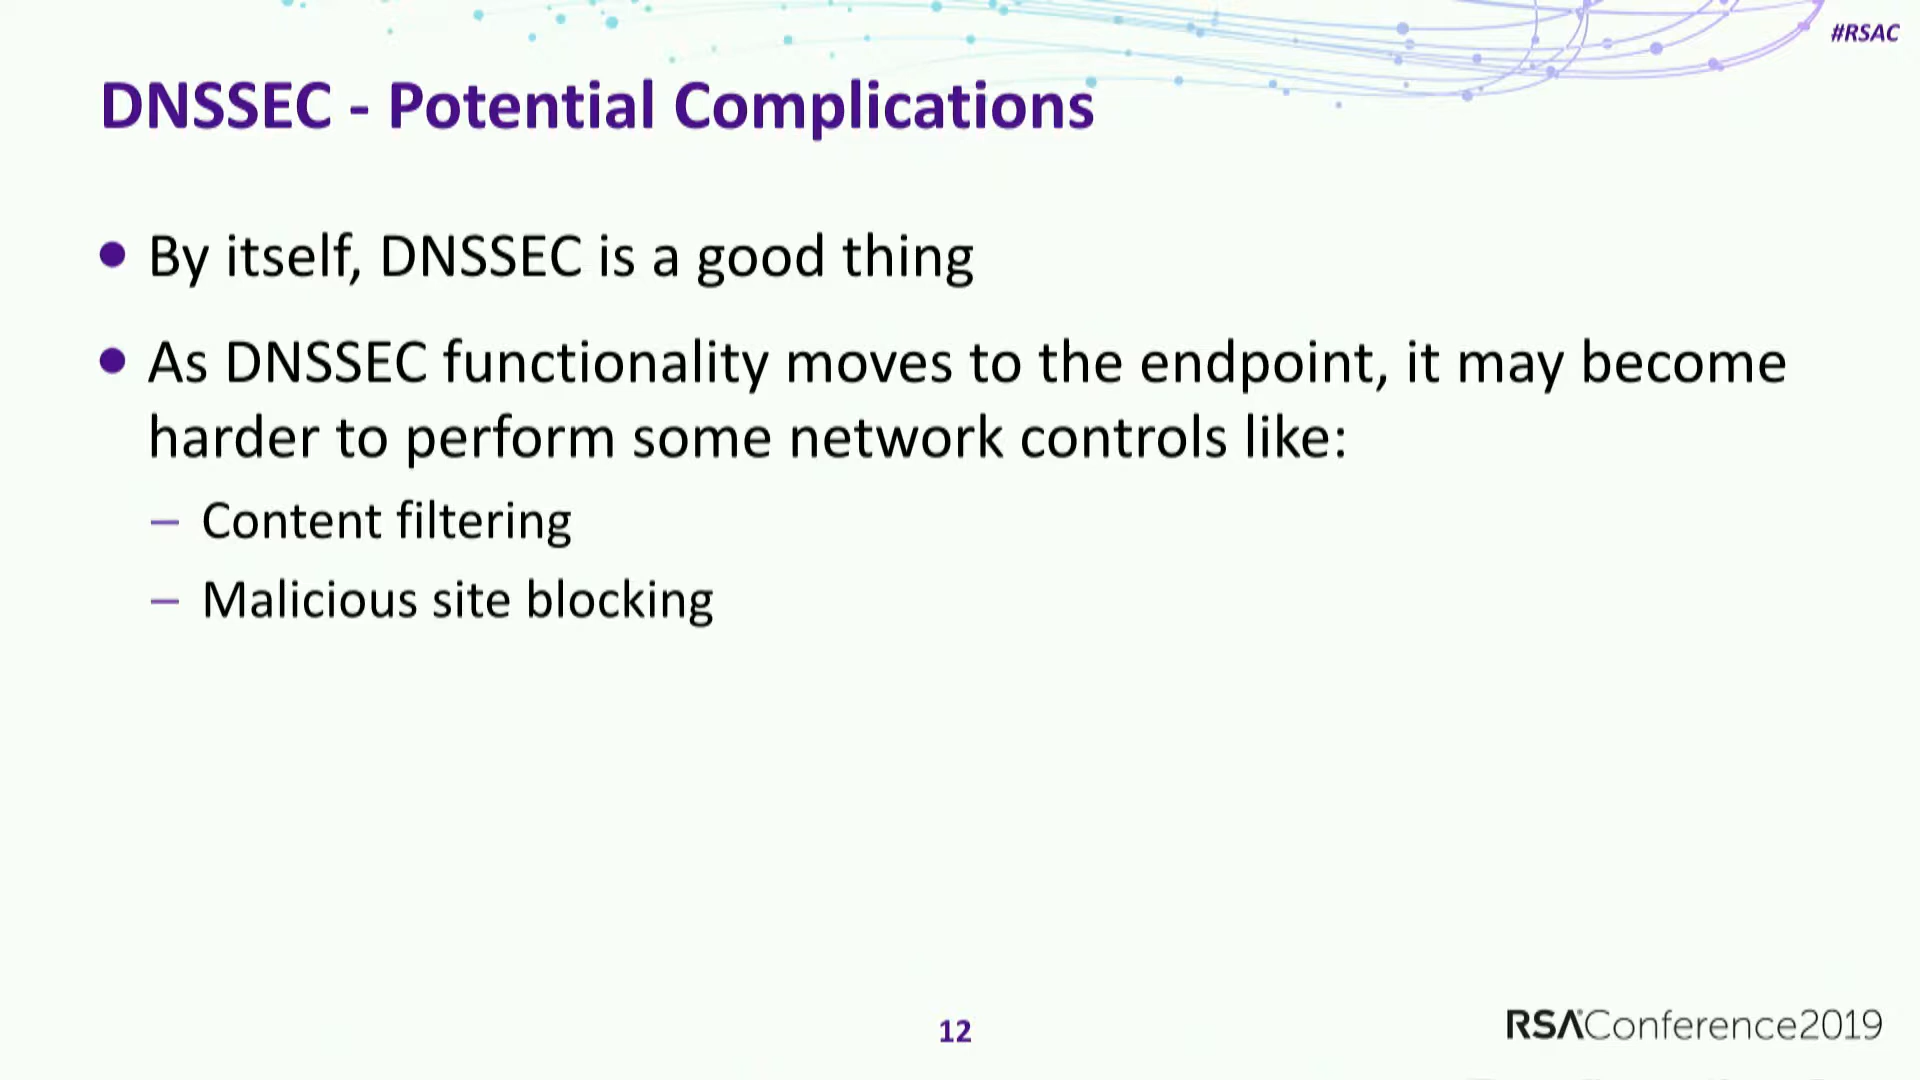 #RSAC
DNSSEC - Potential Complications
• By itself, DNSSEC is a good thing
• As DNSSEC functionality moves to the endpoint, it may become
harder to perform some network controls like:
– Content filtering
– Malicious site blocking
12
RSAConference2019